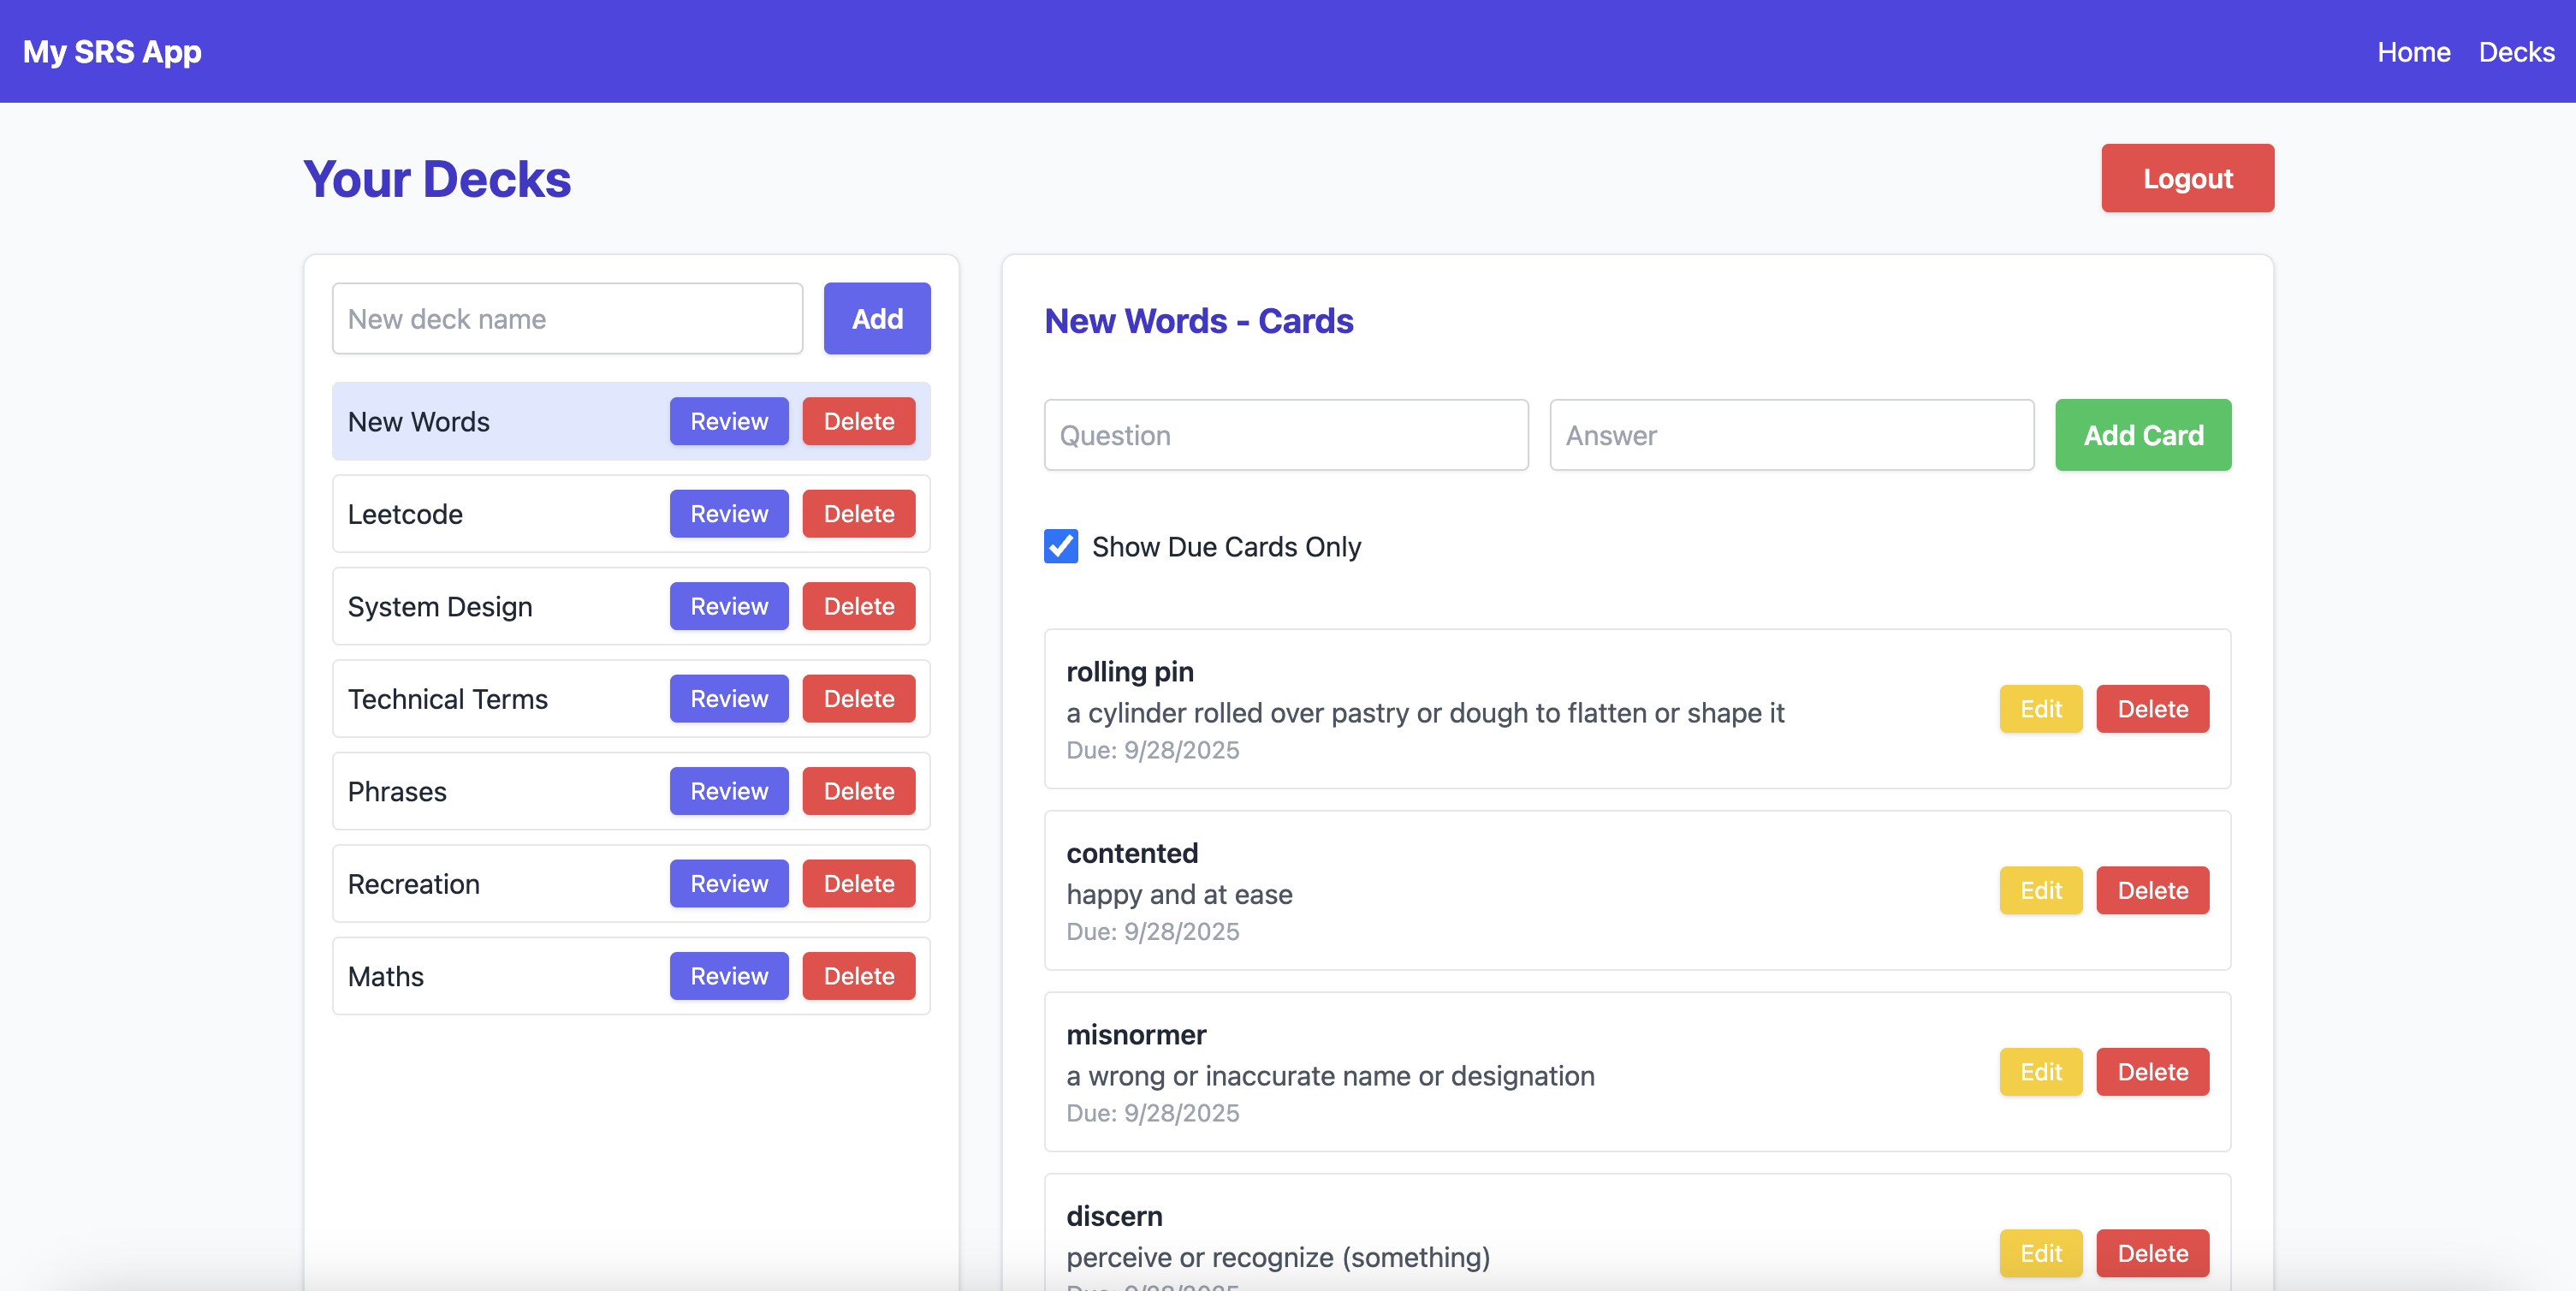 My SRS App
Home Decks
Your Decks
Logout
New deck name
Add
New Words Review Delete
Leetcode Review Delete
System Design Review Delete
Technical Terms Review Delete
Phrases Review Delete
Recreation Review Delete
Maths Review Delete
New Words - Cards
Question
Answer
Add Card
Show Due Cards Only
rolling pin
a cylinder rolled over pastry or dough to flatten or shape it
Due: 9/28/2025
Edit Delete
contented
happy and at ease
Due: 9/28/2025
Edit Delete
misnormer
a wrong or inaccurate name or designation
Due: 9/28/2025
Edit Delete
discern
perceive or recognize (something)
Edit Delete